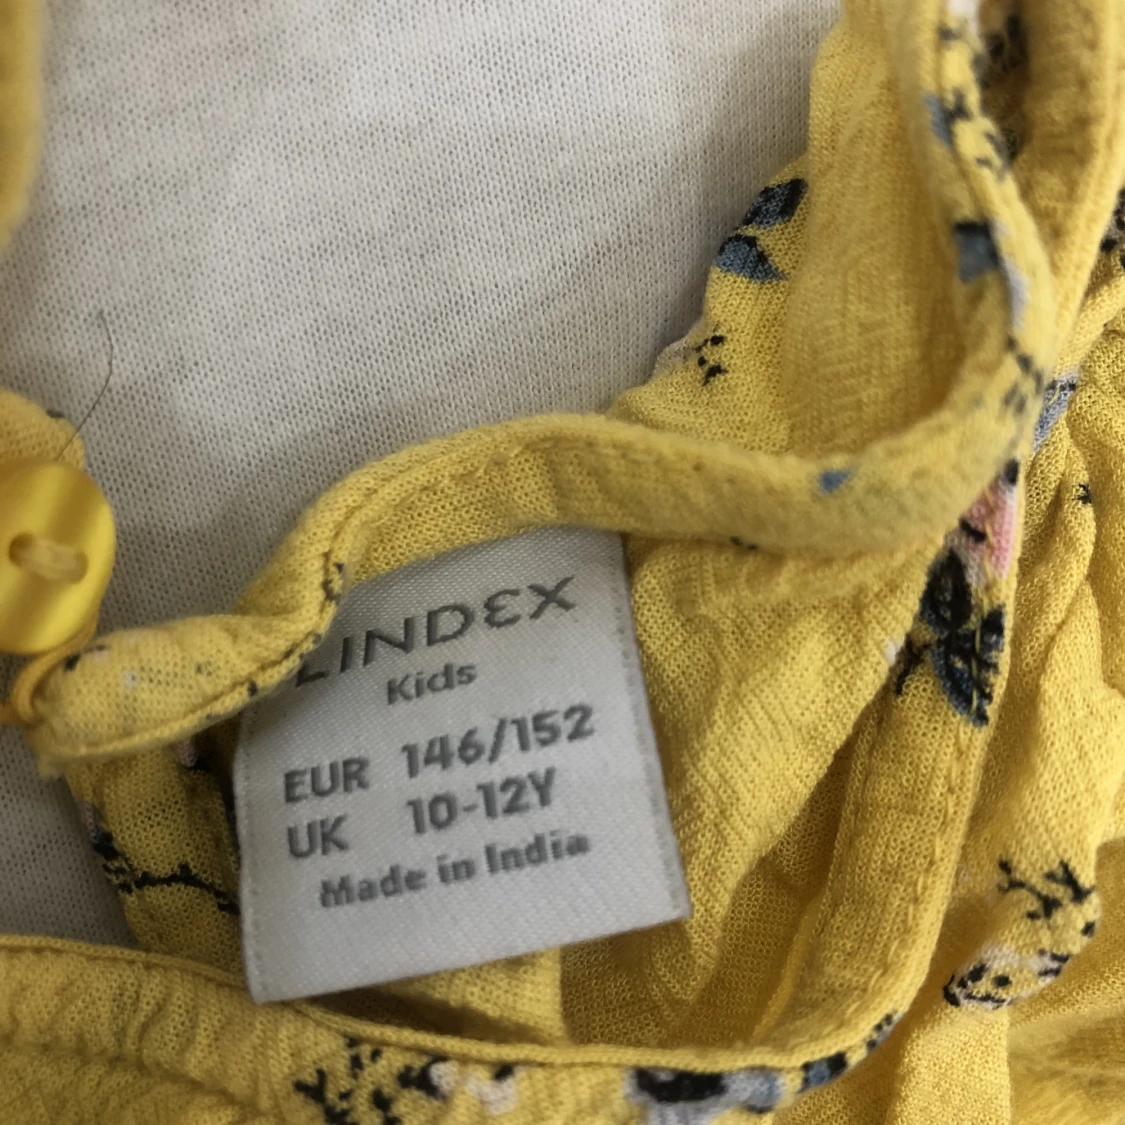 LINDEX
Kids
EUR 146/152
UK 10-12Y
Made in India